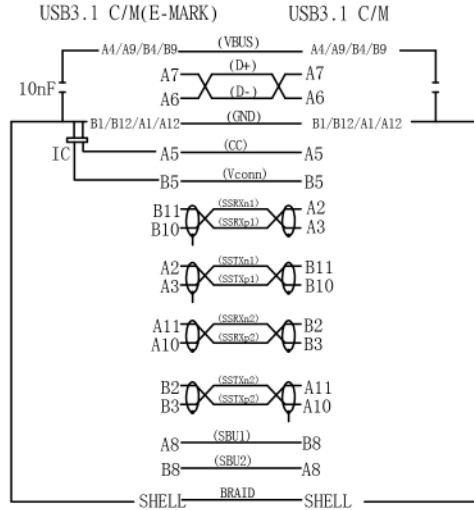 USB3.1 C/M(E-MARK) USB3.1 C/M
A4/A9/B4/B9 (VBUS) A4/A9/B4/B9
A7 (D+) A7
10nF
A6 (D-) A6
B1/B12/A1/A12 (GND) B1/B12/A1/A12
IC A5 (CC) A5
B5 (Vconn) B5
B11 (SSRXn1) A2
B10 (SSRXp1) A3
A2 (SSTXn1) B11
A3 (SSTXp1) B10
A11 (SSRXn2) B2
A10 (SSRXp2) B3
B2 (SSTXn2) A11
B3 (SSTXp2) A10
A8 (SBU1) B8
B8 (SBU2) A8
SHELL BRAID SHELL